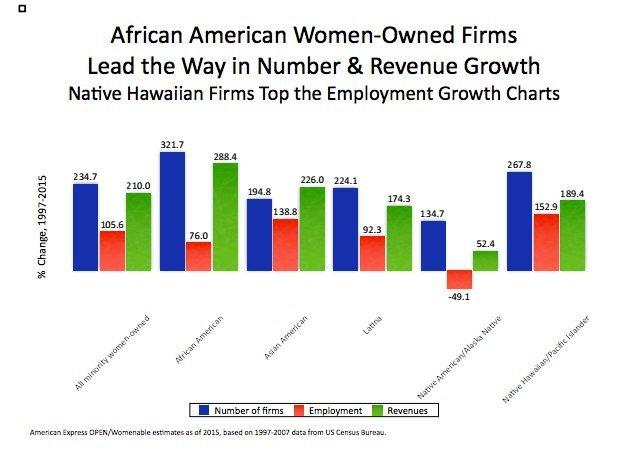 African American Women-Owned Firms
Lead the Way in Number & Revenue Growth
Native Hawaiian Firms Top the Employment Growth Charts
% Change, 1997-2015
234.7
105.6
210.0
321.7
76.0
288.4
194.8
138.8
226.0
224.1
92.3
174.3
134.7
-49.1
52.4
267.8
152.9
189.4
All minority women-owned
African American
Asian American
Latina
Native American/Alaska Native
Native Hawaiian/Pacific Islander
Number of firms
Employment
Revenues
American Express OPEN/Womenable estimates as of 2015, based on 1997-2007 data from US Census Bureau.